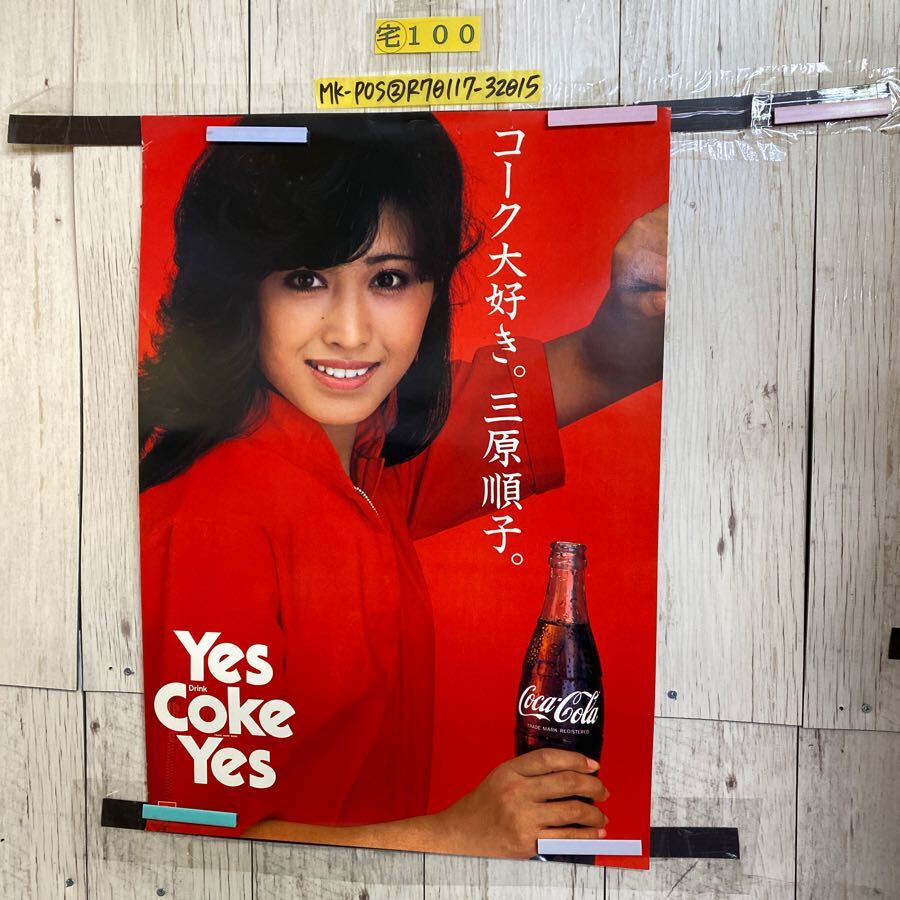 宅100
MK-POS②R70117-32015
コーク大好き。三原順子。
Yes
Drink
Coke
Yes
Coca-Cola
TRADE MARK REGISTERED